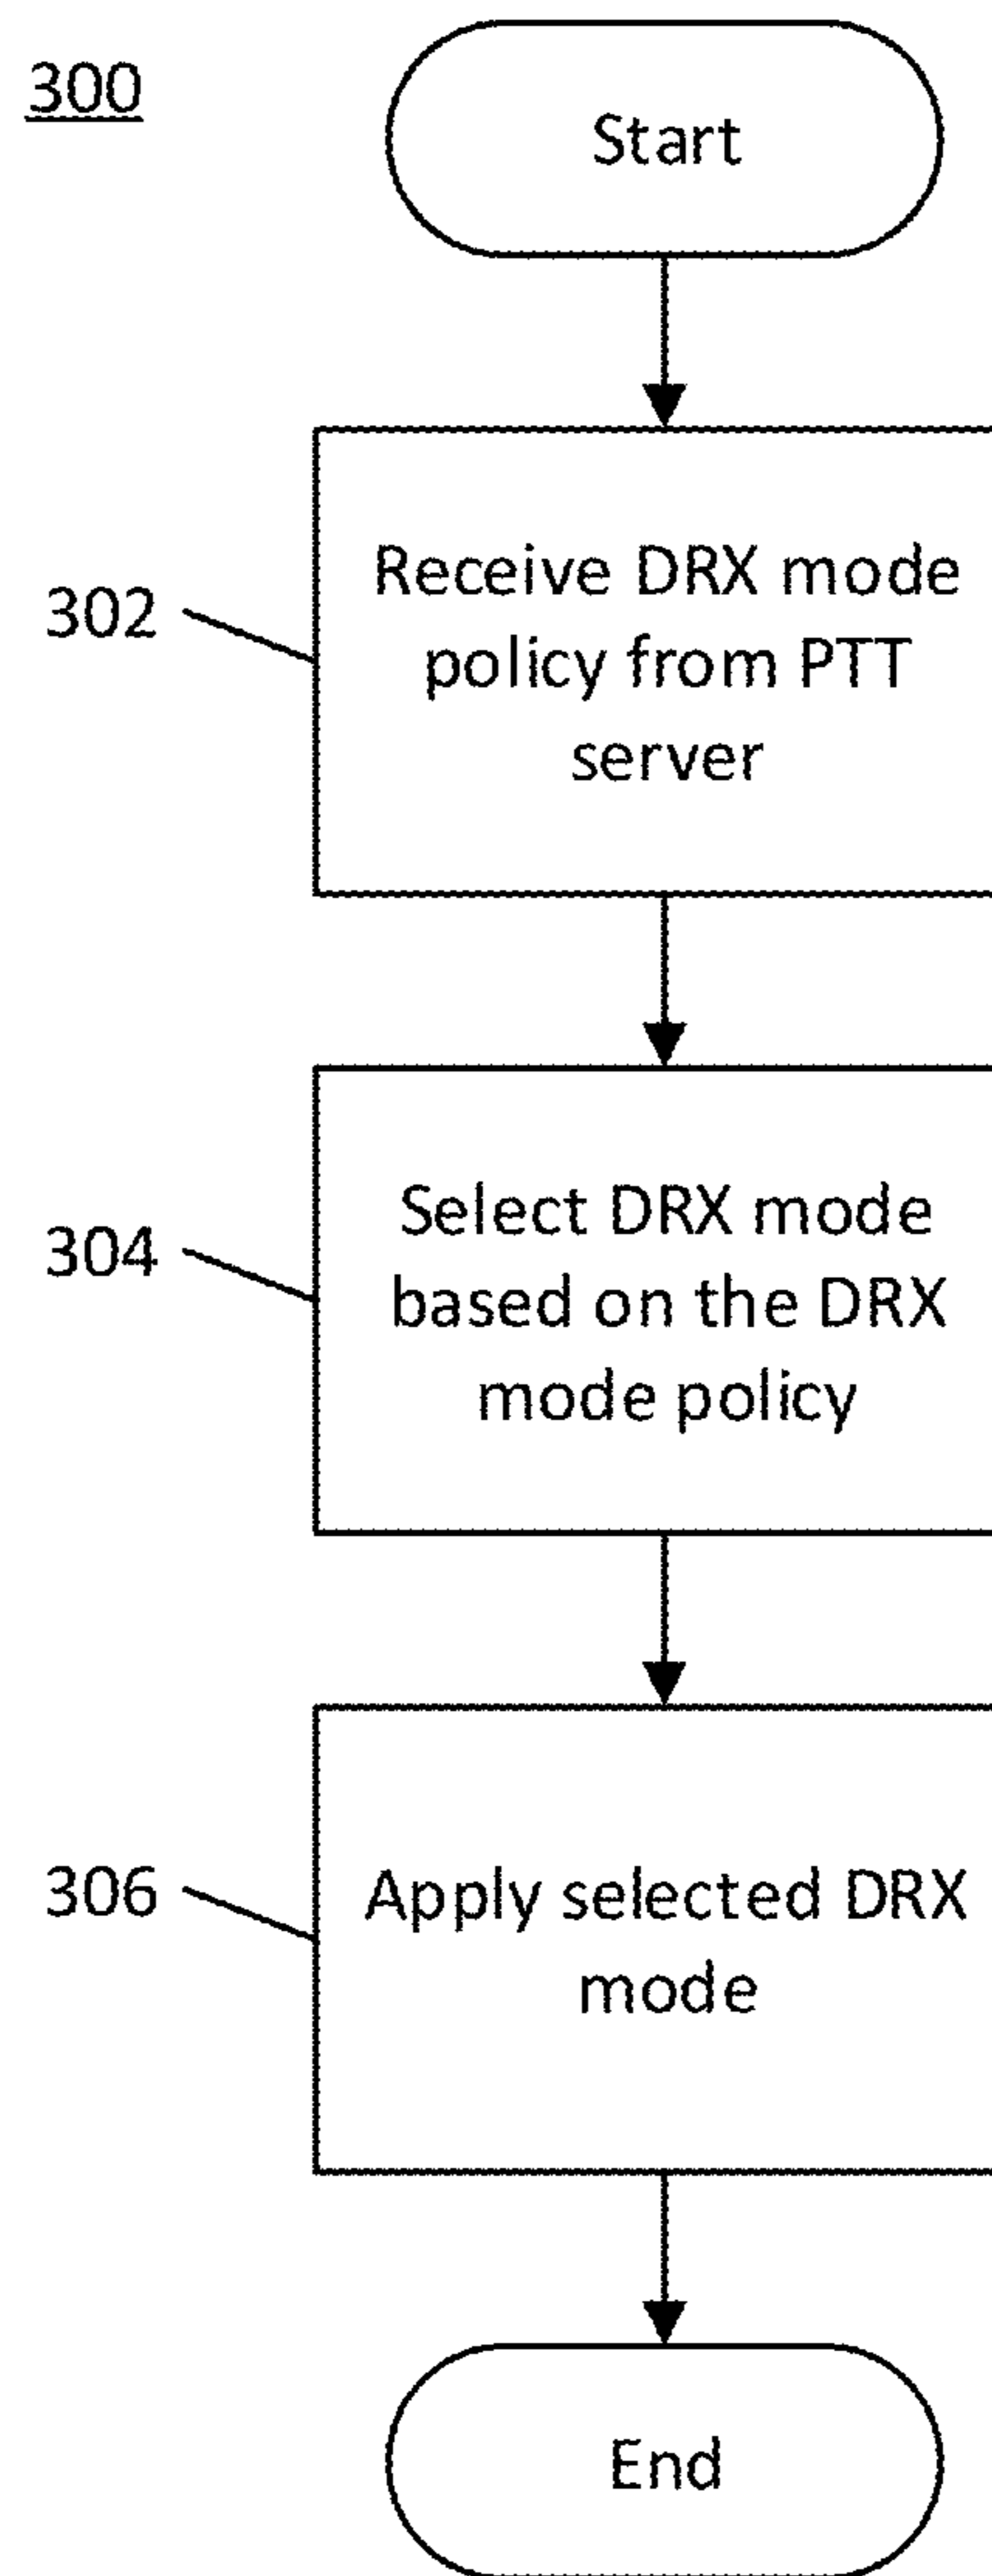 300
Start
302
Receive DRX mode
policy from PTT
server
304
Select DRX mode
based on the DRX
mode policy
306
Apply selected DRX
mode
End